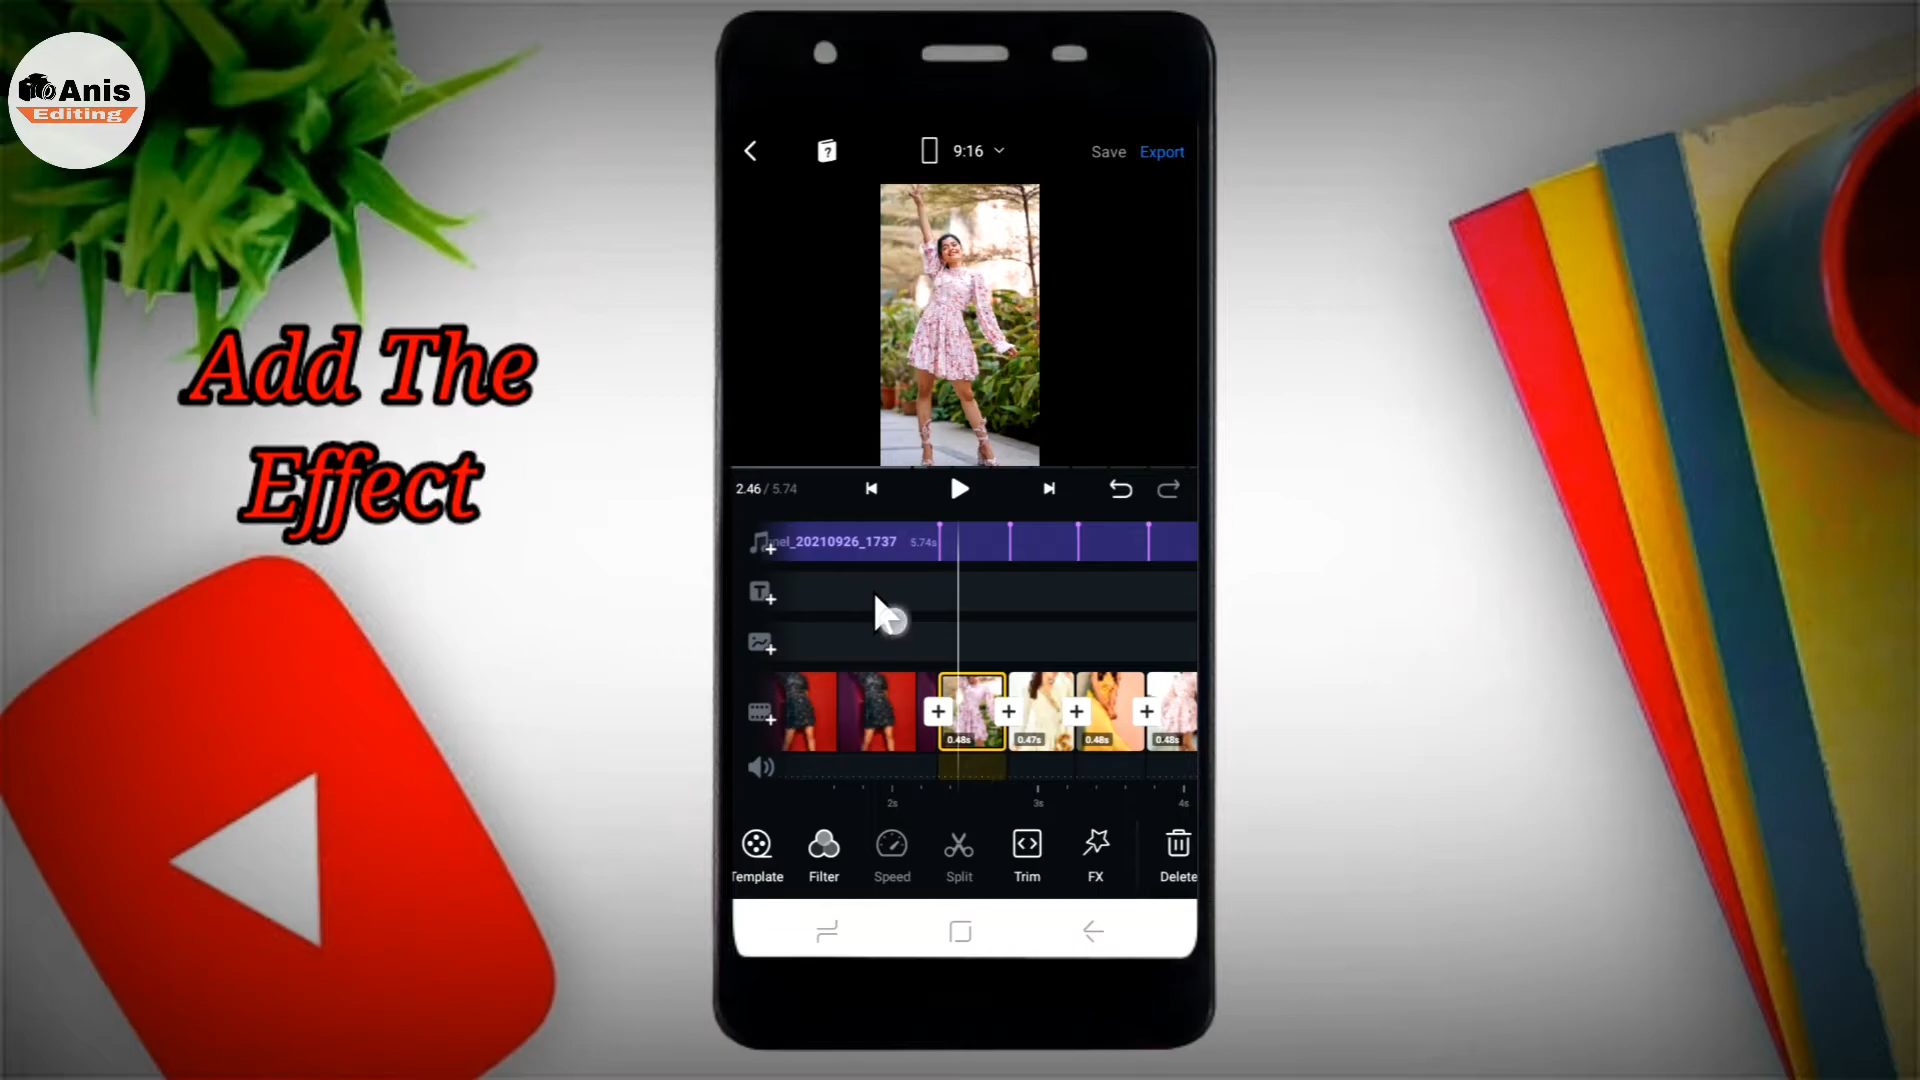 Anis
Editing
Add The
Effect
9:16
Save
Export
2.46 / 5.74
nel_20210926_1737
5.74s
0.48s
0.47s
0.48s
0.48s
2s
3s
4s
Template
Filter
Speed
Split
Trim
FX
Delete